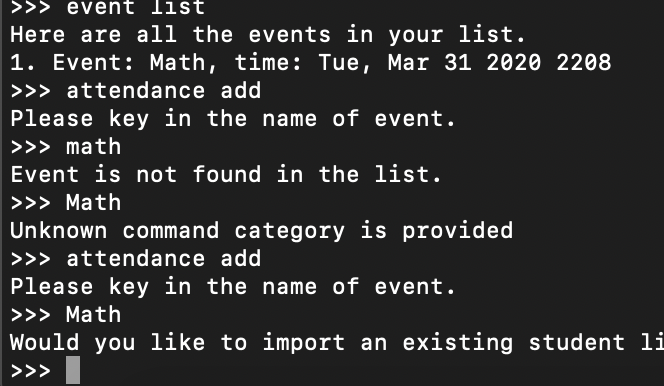 >>> event list
Here are all the events in your list.
1. Event: Math, time: Tue, Mar 31 2020 2208
>>> attendance add
Please key in the name of event.
>>> math
Event is not found in the list.
>>> Math
Unknown command category is provided
>>> attendance add
Please key in the name of event.
>>> Math
Would you like to import an existing student li
>>>